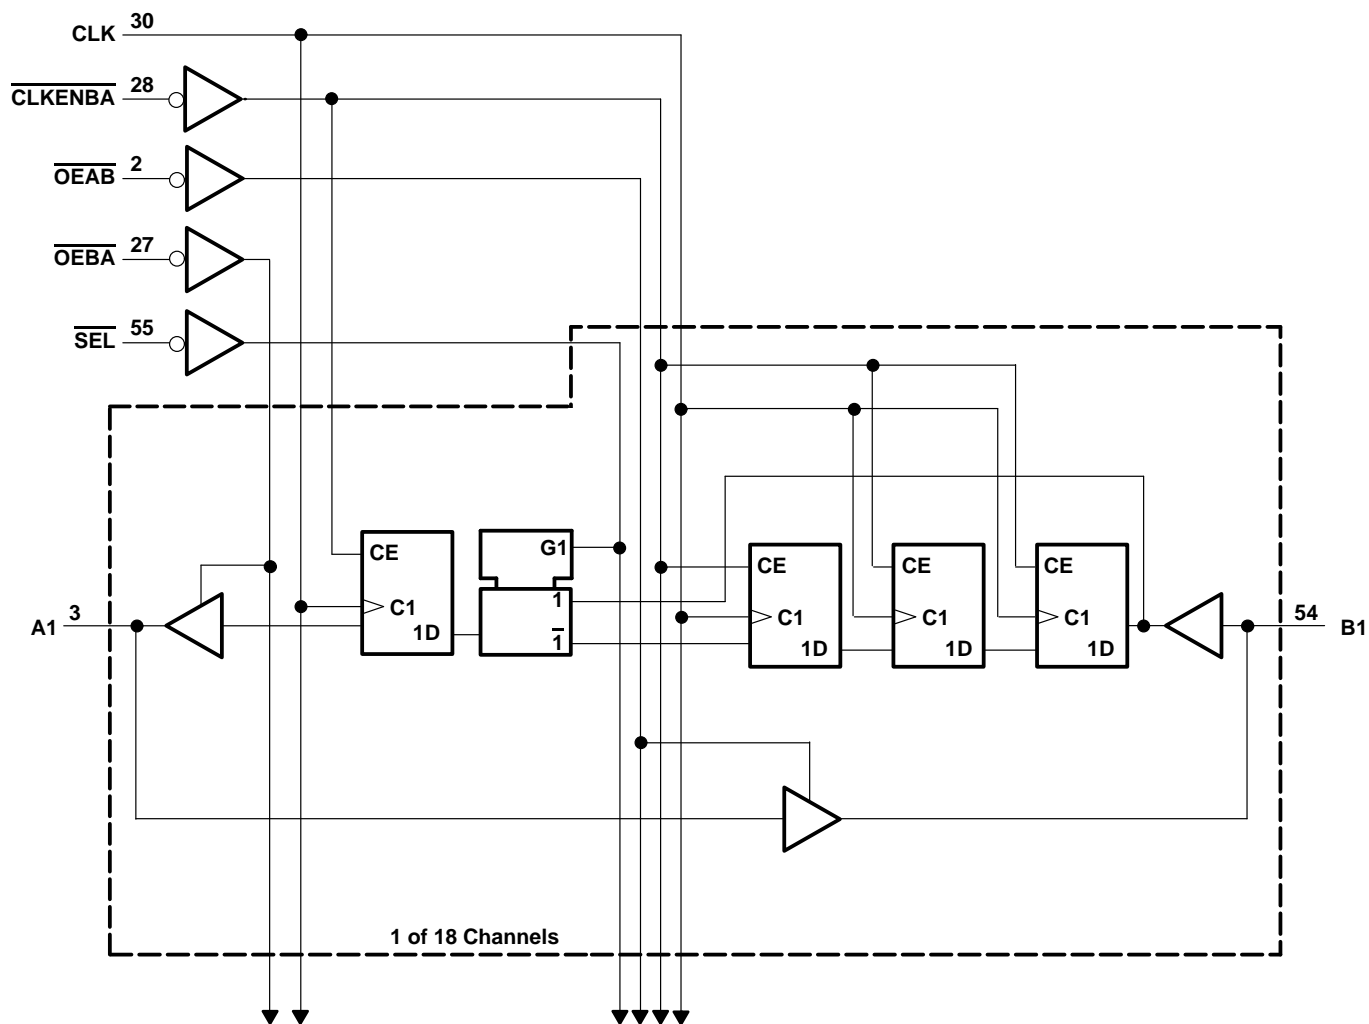 CLK 30
CLKENBA 28
OEAB 2
OEBA 27
SEL 55
CE
C1
1D
G1
1
1
CE
C1
1D
CE
C1
1D
CE
C1
1D
A1 3
54 B1
1 of 18 Channels